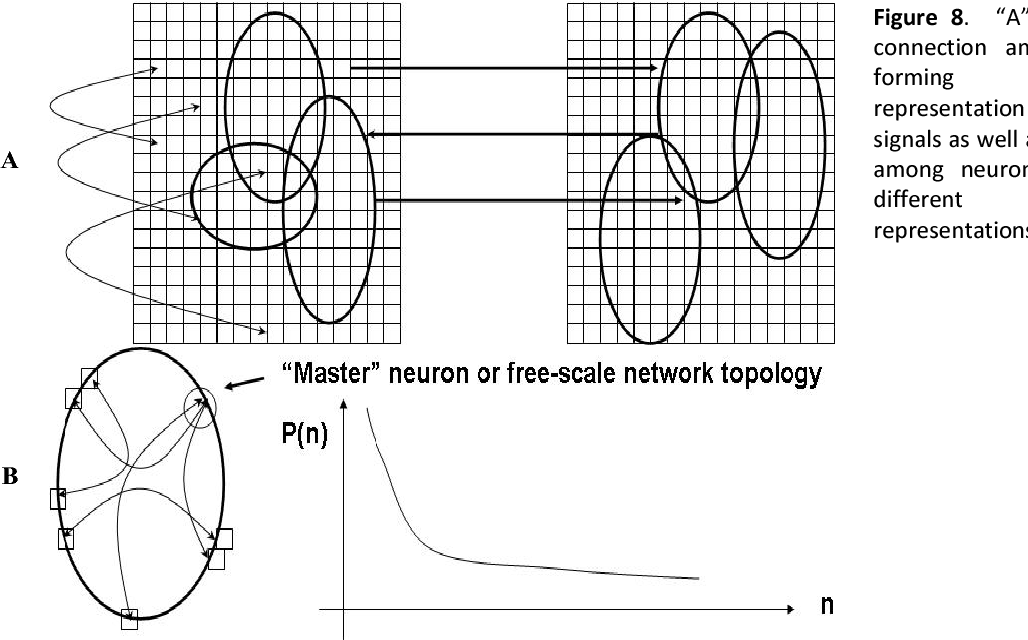 Figure 8. “A”
connection an
forming
representation
signals as well a
among neuron
different
representations
A
“Master” neuron or free-scale network topology
P(n)
B
n